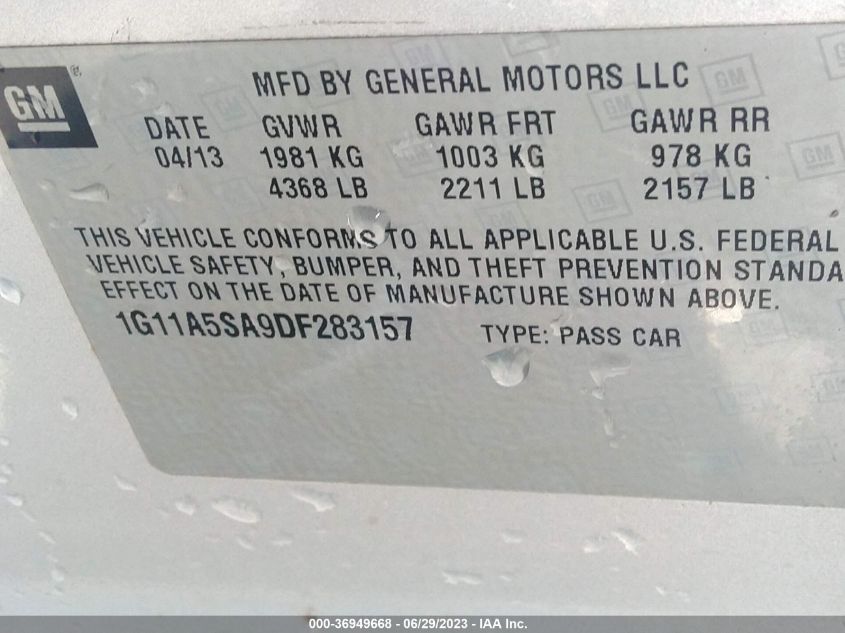 GM
MFD BY GENERAL MOTORS LLC
DATE GVWR GAWR FRT GAWR RR
04/13 1981 KG 1003 KG 978 KG
4368 LB 2211 LB 2157 LB
THIS VEHICLE CONFORMS TO ALL APPLICABLE U.S. FEDERAL
VEHICLE SAFETY, BUMPER, AND THEFT PREVENTION STANDA
EFFECT ON THE DATE OF MANUFACTURE SHOWN ABOVE.
1G11A5SA9DF283157 TYPE: PASS CAR
000-36949668 - 06/29/2023 - IAA Inc.